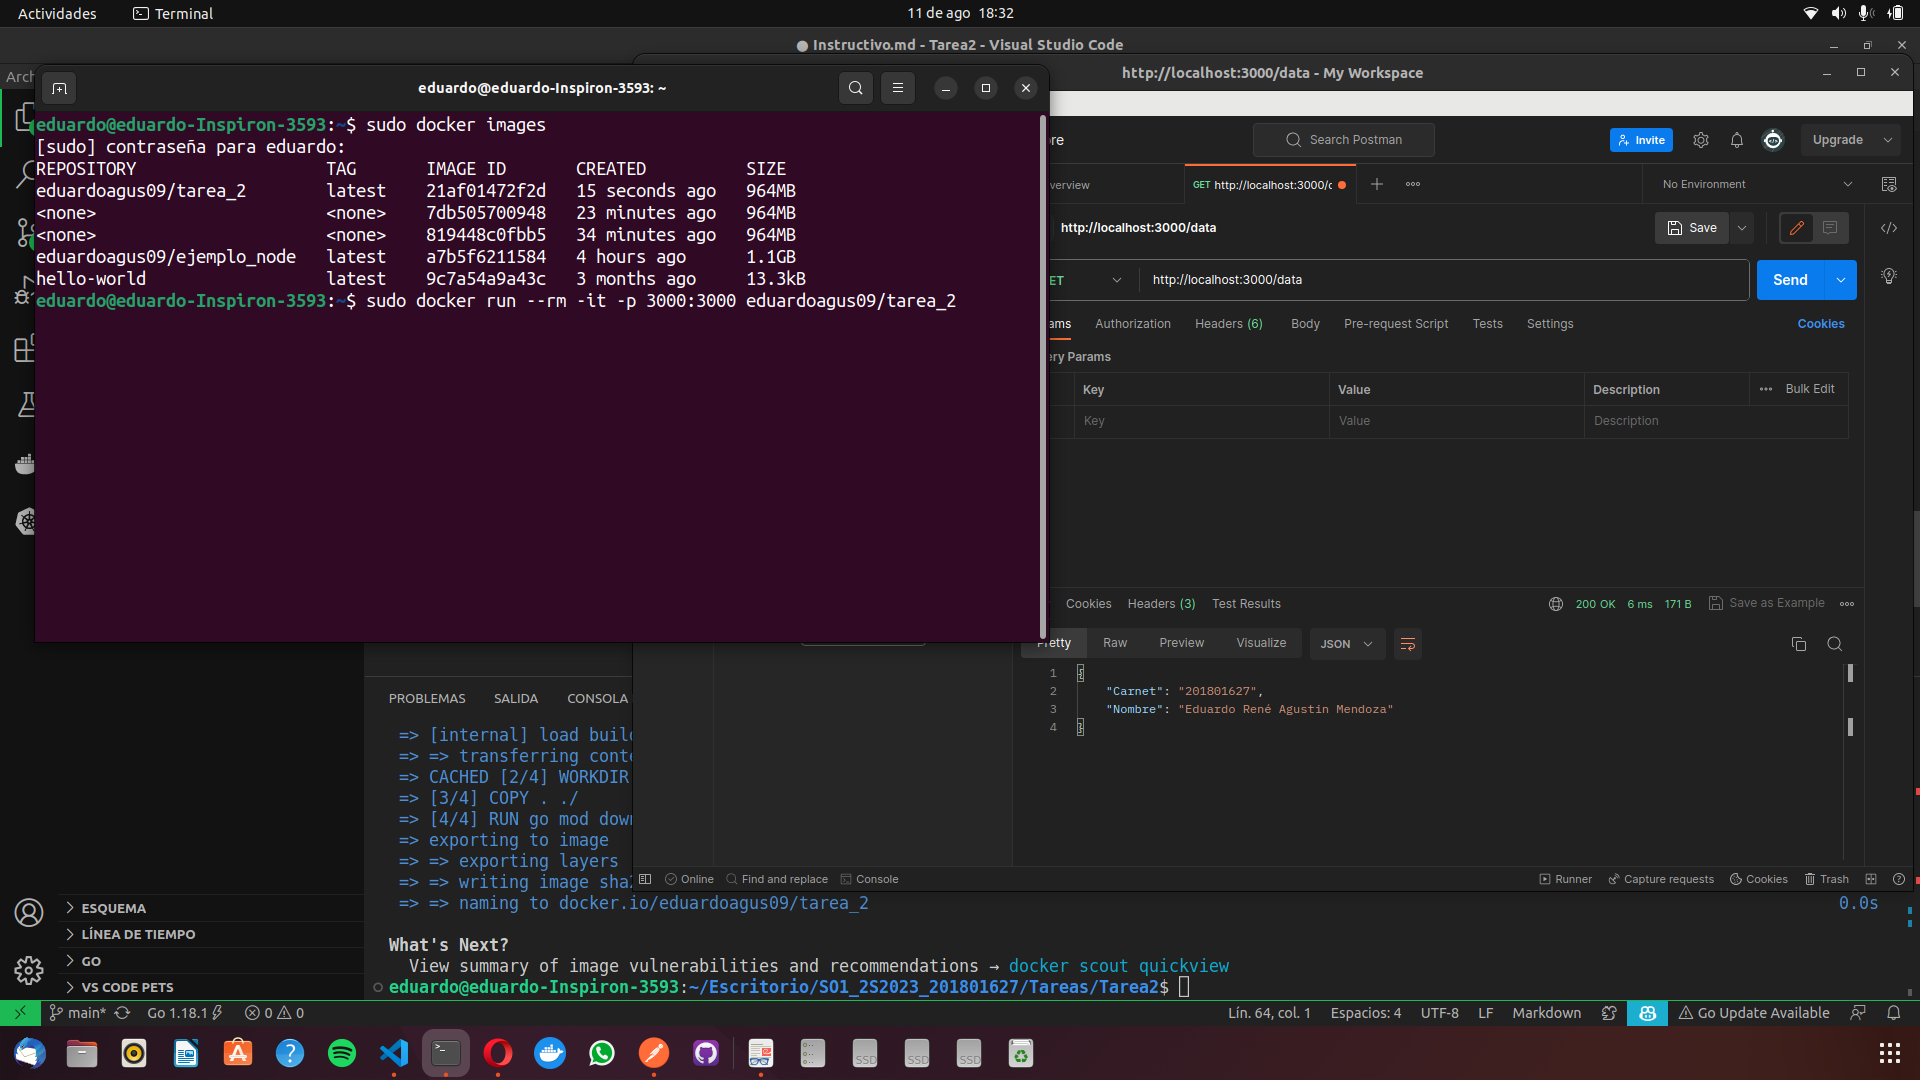 Actividades
Terminal
11 de ago 18:32
● Instructivo.md - Tarea2 - Visual Studio Code
Arch
eduardo@eduardo-Inspiron-3593: ~
eduardo@eduardo-Inspiron-3593:~$ sudo docker images
[sudo] contraseña para eduardo:
REPOSITORY TAG IMAGE ID CREATED SIZE
eduardoagus09/tarea_2 latest 21af01472f2d 15 seconds ago 964MB
<none> <none> 7db505700948 23 minutes ago 964MB
<none> <none> 819448c0fbb5 34 minutes ago 964MB
eduardoagus09/ejemplo_node latest a7b5f6211584 4 hours ago 1.1GB
hello-world latest 9c7a54a9a43c 3 months ago 13.3kB
eduardo@eduardo-Inspiron-3593:~$ sudo docker run --rm -it -p 3000:3000 eduardoagus09/tarea_2
http://localhost:3000/data - My Workspace
ore
Search Postman
Invite
Upgrade
verview
GET http://localhost:3000/c
No Environment
http://localhost:3000/data
Save
ET
http://localhost:3000/data
Send
ams Authorization Headers (6) Body Pre-request Script Tests Settings Cookies
ery Params
Key Value Description Bulk Edit
Key Value Description
Cookies Headers (3) Test Results 200 OK 6 ms 171 B Save as Example
Pretty Raw Preview Visualize JSON
1 {
2 "Carnet": "201801627",
3 "Nombre": "Eduardo René Agustin Mendoza"
4 }
Online Find and replace Console Runner Capture requests Cookies Trash
PROBLEMAS SALIDA CONSOLA
=> [internal] load buil
=> => transferring cont
=> CACHED [2/4] WORKDIR
=> [3/4] COPY . ./
=> [4/4] RUN go mod dow
=> exporting to image
=> => exporting layers
=> => writing image sha
=> => naming to docker.io/eduardoagus09/tarea_2 0.0s
What's Next?
View summary of image vulnerabilities and recommendations → docker scout quickview
eduardo@eduardo-Inspiron-3593:~/Escritorio/SO1_2S2023_201801627/Tareas/Tarea2$
ESQUEMA
LÍNEA DE TIEMPO
GO
VS CODE PETS
main* Go 1.18.1 0 0 Lín. 64, col. 1 Espacios: 4 UTF-8 LF Markdown Go Update Available
SSD SSD SSD